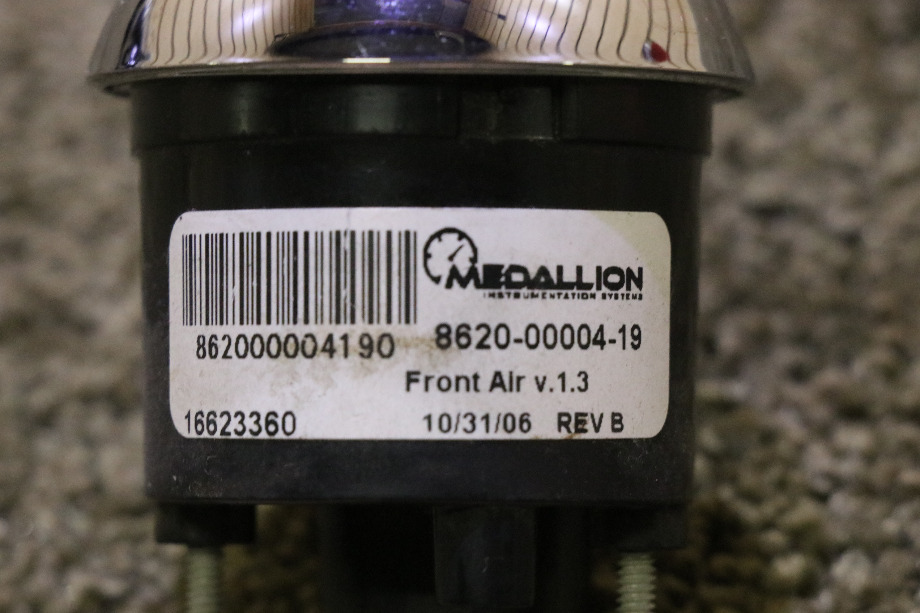 MEDALLION
INSTRUMENTATION SYSTEMS
862000004190
8620-00004-19
Front Air v.1.3
16623360
10/31/06 REV B